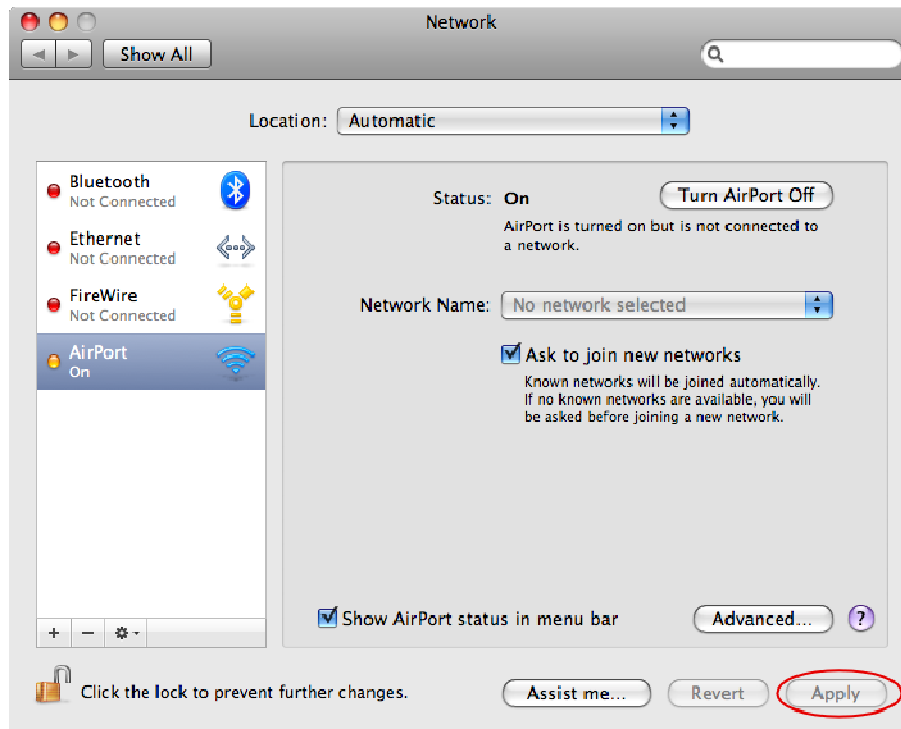 Network
Show All
Location: Automatic
Bluetooth
Not Connected
Ethernet
Not Connected
FireWire
Not Connected
AirPort
On
Status: On
Turn AirPort Off
AirPort is turned on but is not connected to
a network.
Network Name: No network selected
Ask to join new networks
Known networks will be joined automatically.
If no known networks are available, you will
be asked before joining a new network.
Show AirPort status in menu bar
Advanced...
?
Click the lock to prevent further changes.
Assist me...
Revert
Apply